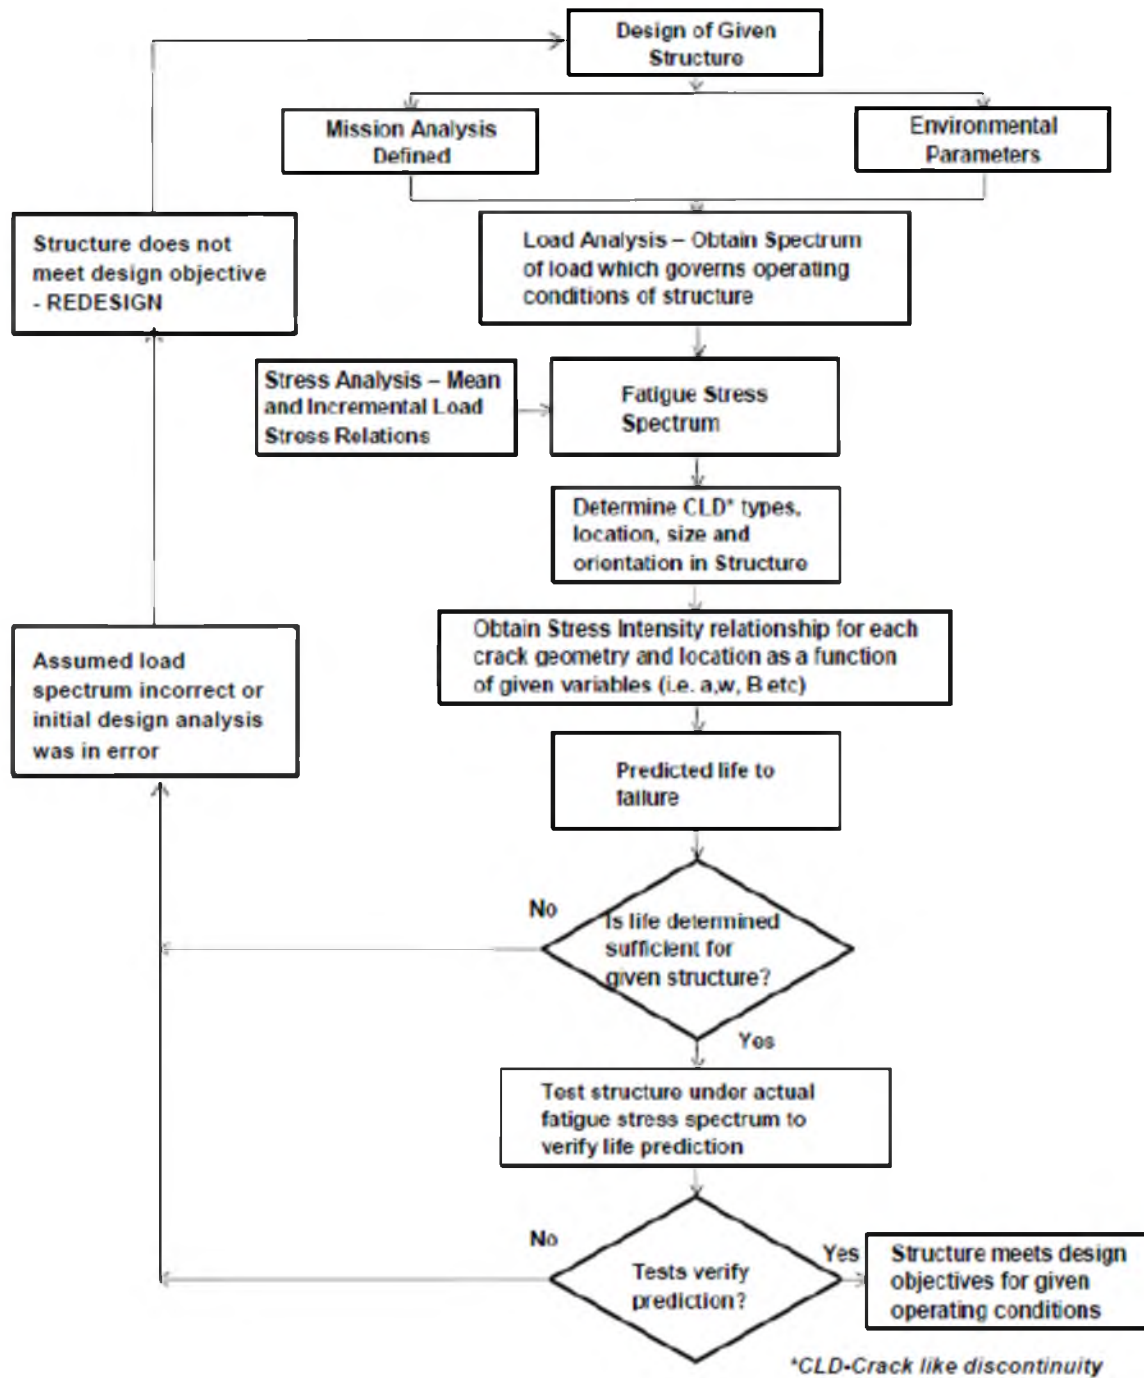 Design of Given
Structure
Mission Analysis
Defined
Environmental
Parameters
Structure does not
meet design objective
- REDESIGN
Load Analysis – Obtain Spectrum
of load which governs operating
conditions of structure
Stress Analysis – Mean
and Incremental Load
Stress Relations
Fatigue Stress
Spectrum
Determine CLD* types,
location, size and
orientation in Structure
Obtain Stress Intensity relationship for each
crack geometry and location as a function
of given variables (i.e. a,w, B etc)
Assumed load
spectrum incorrect or
initial design analysis
was in error
Predicted life to
failure
No
Is life determined
sufficient for
given structure?
Yes
Test structure under actual
fatigue stress spectrum to
verify life prediction
No
Tests verify
prediction?
Yes
Structure meets design
objectives for given
operating conditions
*CLD-Crack like discontinuity